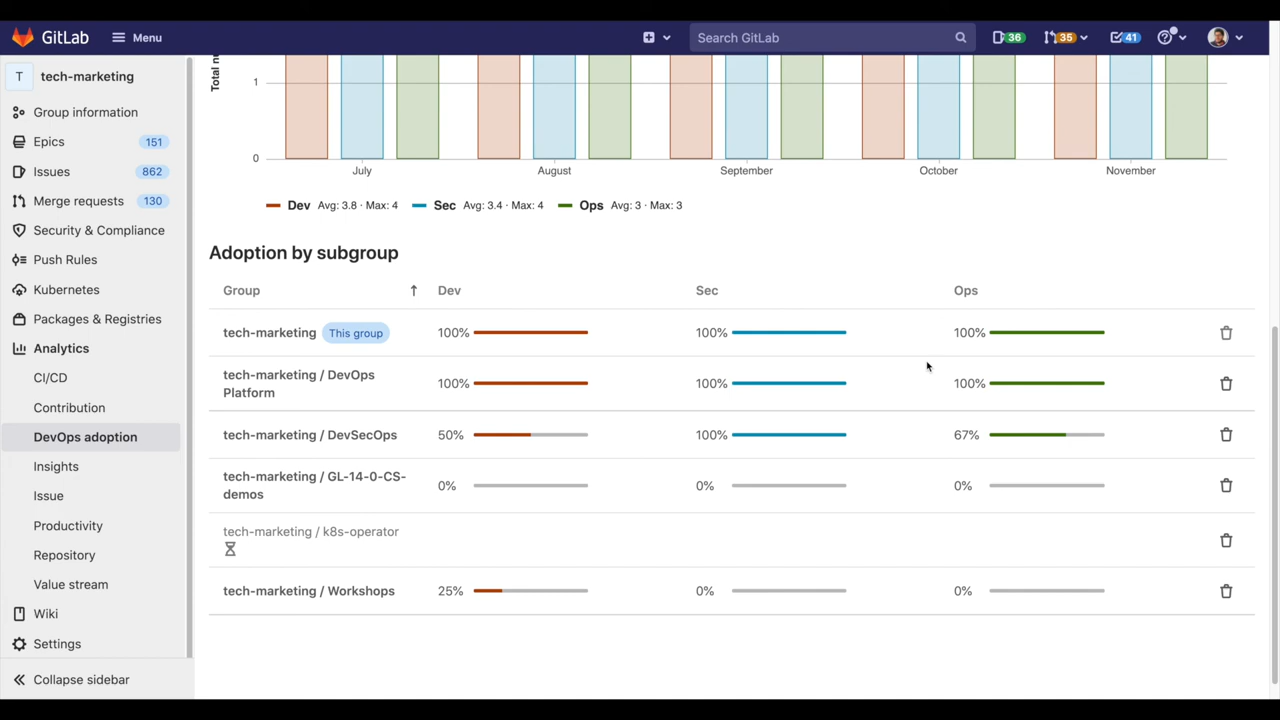 GitLab
Menu
Search GitLab
36
35
41
T
tech-marketing
Group information
Epics
151
Issues
862
Merge requests
130
Security & Compliance
Push Rules
Kubernetes
Packages & Registries
Analytics
CI/CD
Contribution
DevOps adoption
Insights
Issue
Productivity
Repository
Value stream
Wiki
Settings
Collapse sidebar
Total n
1
0
July
August
September
October
November
Dev Avg: 3.8 · Max: 4
Sec Avg: 3.4 · Max: 4
Ops Avg: 3 · Max: 3
Adoption by subgroup
Group Dev Sec Ops
tech-marketing This group 100% 100% 100%
tech-marketing / DevOps
Platform
100% 100% 100%
tech-marketing / DevSecOps 50% 100% 67%
tech-marketing / GL-14-0-CS-
demos
0% 0% 0%
tech-marketing / k8s-operator
tech-marketing / Workshops 25% 0% 0%